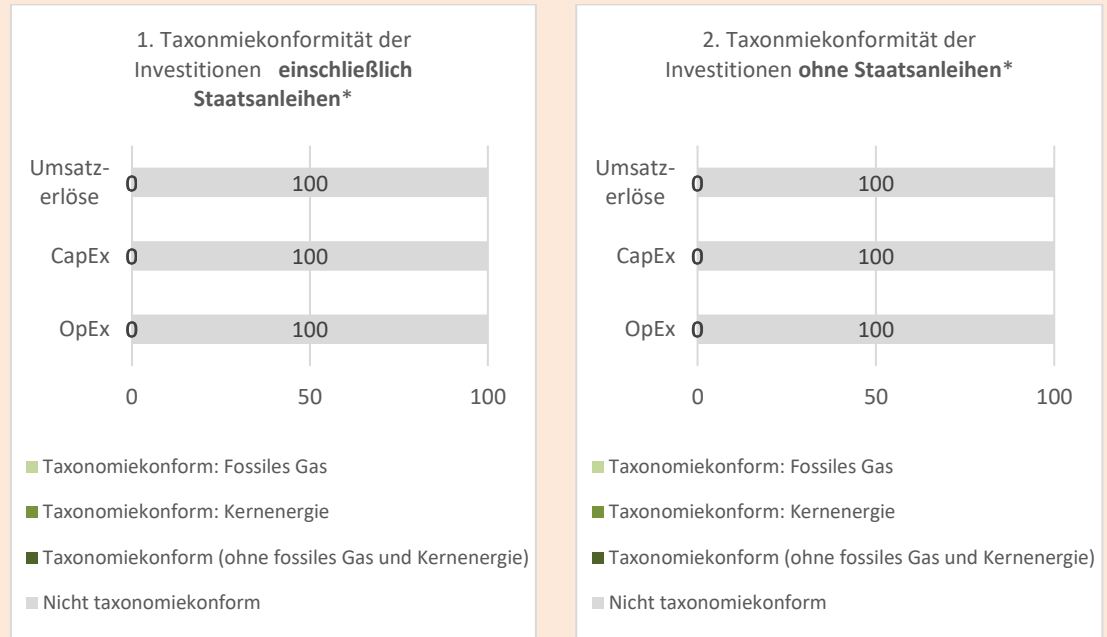 1. Taxonmiekonformität der
Investitionen einschließlich
Staatsanleihen*
Umsatz-
erlöse
0 100
CapEx 0 100
OpEx 0 100
0 50 100
Taxonomiekonform: Fossiles Gas
Taxonomiekonform: Kernenergie
Taxonomiekonform (ohne fossiles Gas und Kernenergie)
Nicht taxonomiekonform
2. Taxonmiekonformität der
Investitionen ohne Staatsanleihen*
Umsatz-
erlöse
0 100
CapEx 0 100
OpEx 0 100
0 50 100
Taxonomiekonform: Fossiles Gas
Taxonomiekonform: Kernenergie
Taxonomiekonform (ohne fossiles Gas und Kernenergie)
Nicht taxonomiekonform